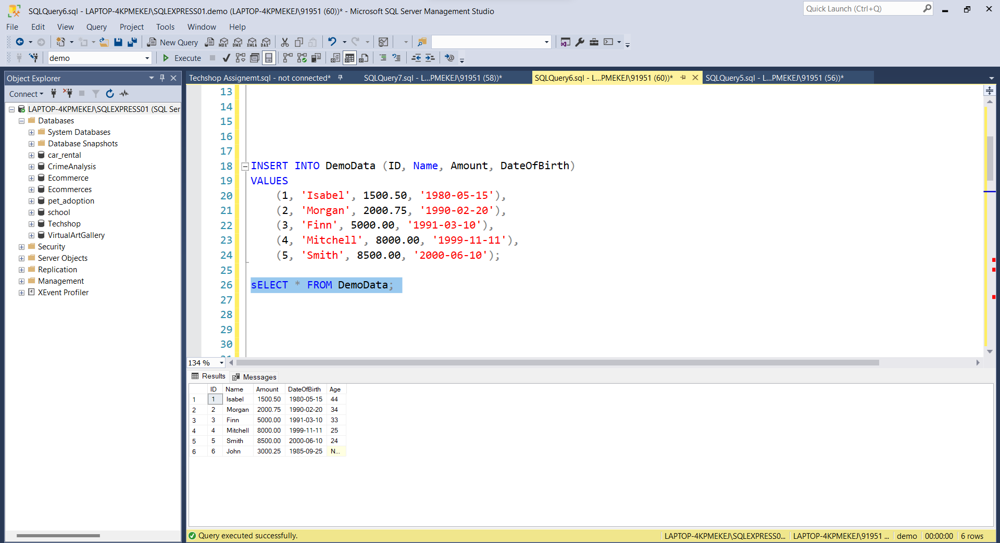 SQLQuery6.sql - LAPTOP-4KPMEKEJ\SQLEXPRESS01.demo (LAPTOP-4KPMEKEJ\91951 (60))* - Microsoft SQL Server Management Studio
Quick Launch (Ctrl+Q)
File Edit View Query Project Tools Window Help
New Query MDX DMX XMLA DAX
demo Execute
Object Explorer
Connect
LAPTOP-4KPMEKEJ\SQLEXPRESS01 (SQL Ser
Databases
System Databases
Database Snapshots
car_rental
CrimeAnalysis
Ecommerce
Ecommerces
pet_adoption
school
Techshop
VirtualArtGallery
Security
Server Objects
Replication
Management
XEvent Profiler
Techshop Assignemt.sql - not connected* SQLQuery7.sql - L...PMEKEJ\91951 (58))* SQLQuery6.sql - L...PMEKEJ\91951 (60))* SQLQuery5.sql - L...PMEKEJ\91951 (56))*
13
14
15
16
17
18 INSERT INTO DemoData (ID, Name, Amount, DateOfBirth)
19 VALUES
20 (1, 'Isabel', 1500.50, '1980-05-15'),
21 (2, 'Morgan', 2000.75, '1990-02-20'),
22 (3, 'Finn', 5000.00, '1991-03-10'),
23 (4, 'Mitchell', 8000.00, '1999-11-11'),
24 (5, 'Smith', 8500.00, '2000-06-10');
25
26 sELECT * FROM DemoData;
27
28
29
30
134 %
Results Messages
ID Name Amount DateOfBirth Age
1 1 Isabel 1500.50 1980-05-15 44
2 2 Morgan 2000.75 1990-02-20 34
3 3 Finn 5000.00 1991-03-10 33
4 4 Mitchell 8000.00 1999-11-11 25
5 5 Smith 8500.00 2000-06-10 24
6 6 John 3000.25 1985-09-25 N...
Query executed successfully. LAPTOP-4KPMEKEJ\SQLEXPRESS0... LAPTOP-4KPMEKEJ\91951 ... demo 00:00:00 6 rows